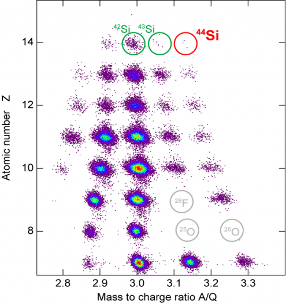 ⁴²Si ⁴³Si ⁴⁴Si
14
12
10
8
Atomic number Z
²⁸F
²⁵O ²⁶O
2.8 2.9 3.0 3.1 3.2 3.3
Mass to charge ratio A/Q